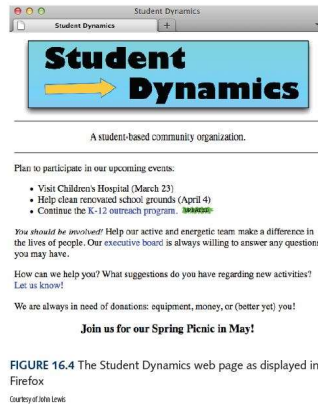 Student Dynamics
Student Dynamics
+
Student
Dynamics
A student-based community organization.
Plan to participate in our upcoming events:
• Visit Children's Hospital (March 23)
• Help clean renovated school grounds (April 4)
• Continue the K-12 outreach program.
You should be involved! Help our active and energetic team make a difference in
the lives of people. Our executive board is always willing to answer any questions
you may have.
How can we help you? What suggestions do you have regarding new activities?
Let us know!
We are always in need of donations: equipment, money, or (better yet) you!
Join us for our Spring Picnic in May!
FIGURE 16.4 The Student Dynamics web page as displayed in
Firefox
Courtesy of John Lewis